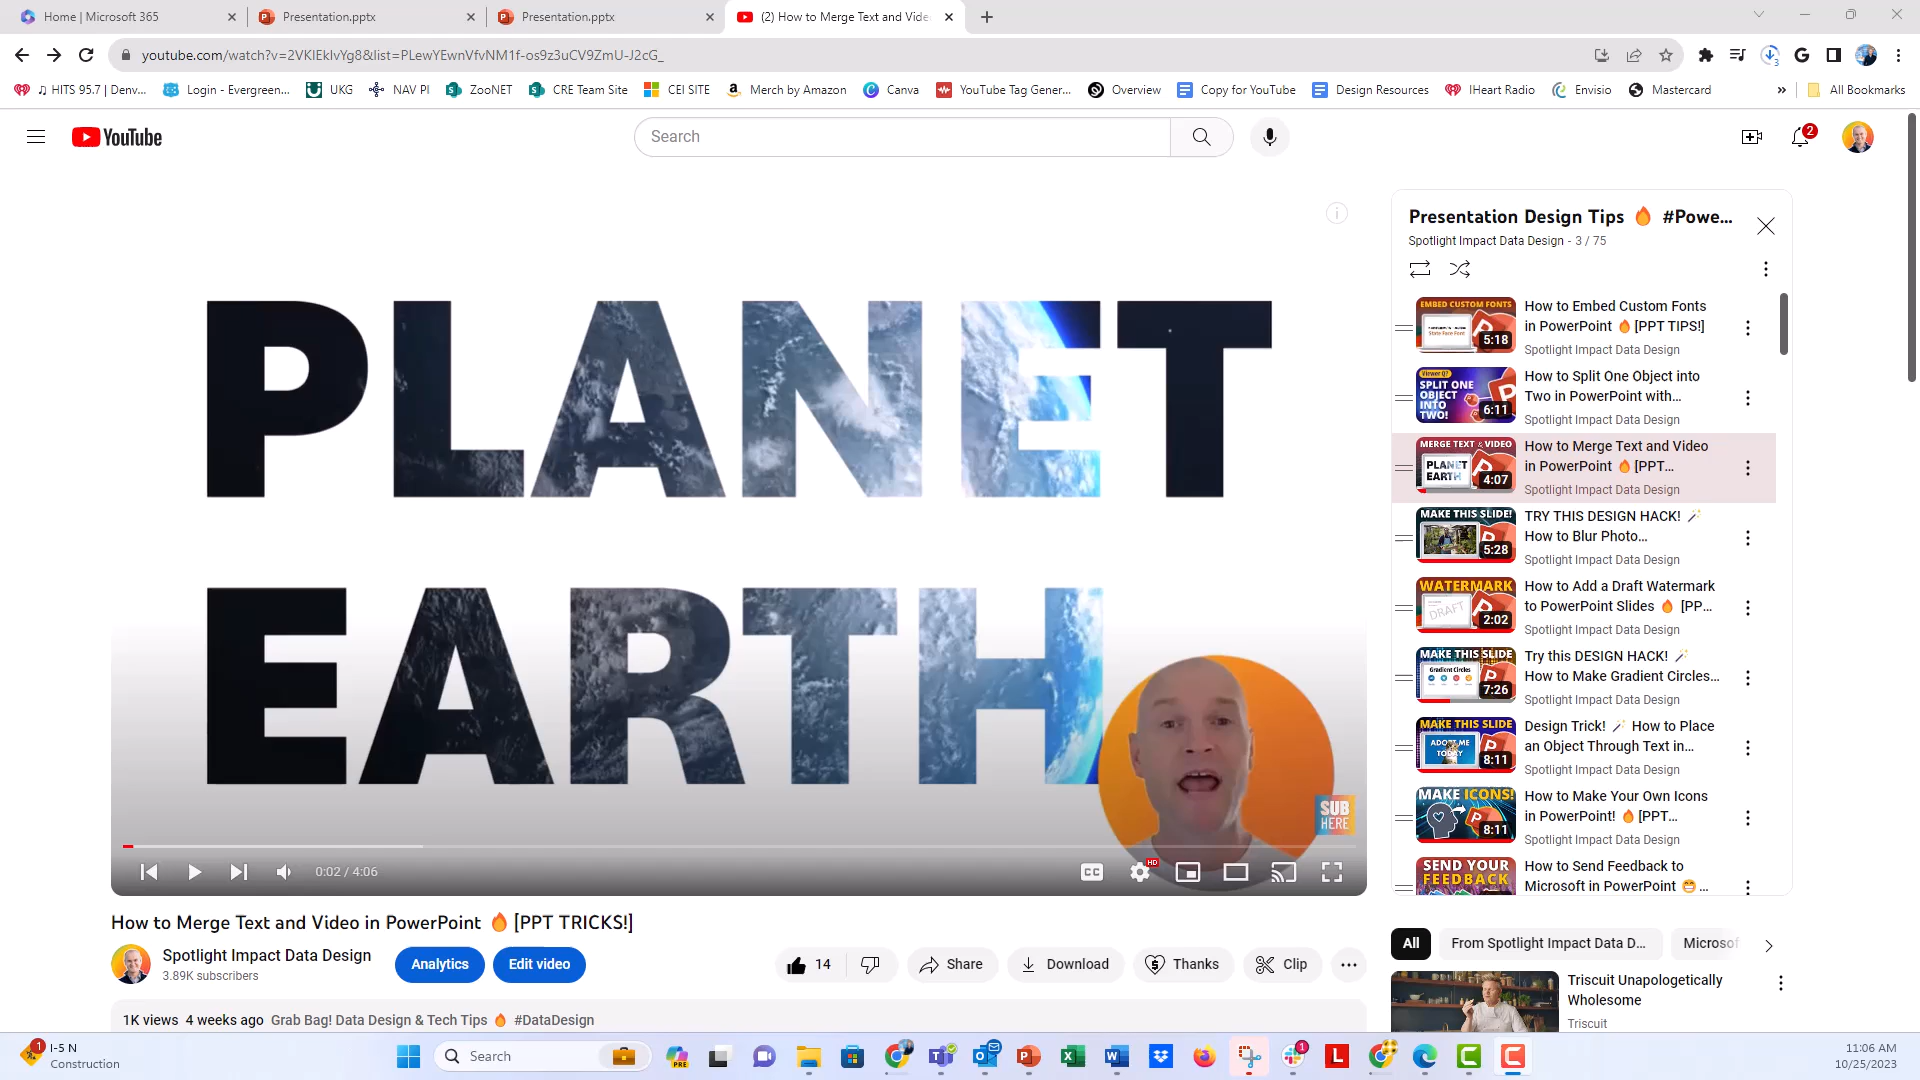 Home | Microsoft 365
Presentation.pptx
Presentation.pptx
(2) How to Merge Text and Vide
youtube.com/watch?v=2VKIEkIvYg8&list=PLewYEwnVfvNM1f-os9z3uCV9ZmU-J2cG_
3
♫ HITS 95.7 | Denv...
Login - Evergreen...
UKG
NAV PI
ZooNET
CRE Team Site
CEI SITE
Merch by Amazon
Canva
YouTube Tag Gener...
Overview
Copy for YouTube
Design Resources
IHeart Radio
Envisio
Mastercard
»
All Bookmarks
YouTube
Search
2
PLANET
EARTH
SUB
HERE
0:02 / 4:06
CC
HD
How to Merge Text and Video in PowerPoint 🔥 [PPT TRICKS!]
Spotlight Impact Data Design
3.89K subscribers
Analytics
Edit video
14
Share
Download
Thanks
Clip
1K views 4 weeks ago Grab Bag! Data Design & Tech Tips 🔥 #DataDesign
Presentation Design Tips 🔥 #Powe...
Spotlight Impact Data Design - 3 / 75
EMBED CUSTOM FONTS
5:18
How to Embed Custom Fonts
in PowerPoint 🔥 [PPT TIPS!]
Spotlight Impact Data Design
Viewer Q?
SPLIT ONE
OBJECT
INTO
TWO!
6:11
How to Split One Object into
Two in PowerPoint with...
Spotlight Impact Data Design
MERGE TEXT & VIDEO
PLANET
EARTH
4:07
How to Merge Text and Video
in PowerPoint 🔥 [PPT...
Spotlight Impact Data Design
MAKE THIS SLIDE!
5:28
TRY THIS DESIGN HACK! 🪄
How to Blur Photo...
Spotlight Impact Data Design
WATERMARK
DRAFT
2:02
How to Add a Draft Watermark
to PowerPoint Slides 🔥 [PP...
Spotlight Impact Data Design
MAKE THIS SLIDE
Gradient Circles
7:26
Try this DESIGN HACK! 🪄
How to Make Gradient Circles...
Spotlight Impact Data Design
MAKE THIS SLIDE
ADOPT ME
TODAY
8:11
Design Trick! 🪄 How to Place
an Object Through Text in...
Spotlight Impact Data Design
MAKE ICONS!
8:11
How to Make Your Own Icons
in PowerPoint! 🔥 [PPT...
Spotlight Impact Data Design
SEND YOUR
FEEDBACK
How to Send Feedback to
Microsoft in PowerPoint 😁 ...
All
From Spotlight Impact Data D...
Microsof
Triscuit Unapologetically
Wholesome
Triscuit
1
I-5 N
Construction
Search
PRE
1
L
11:06 AM
10/25/2023